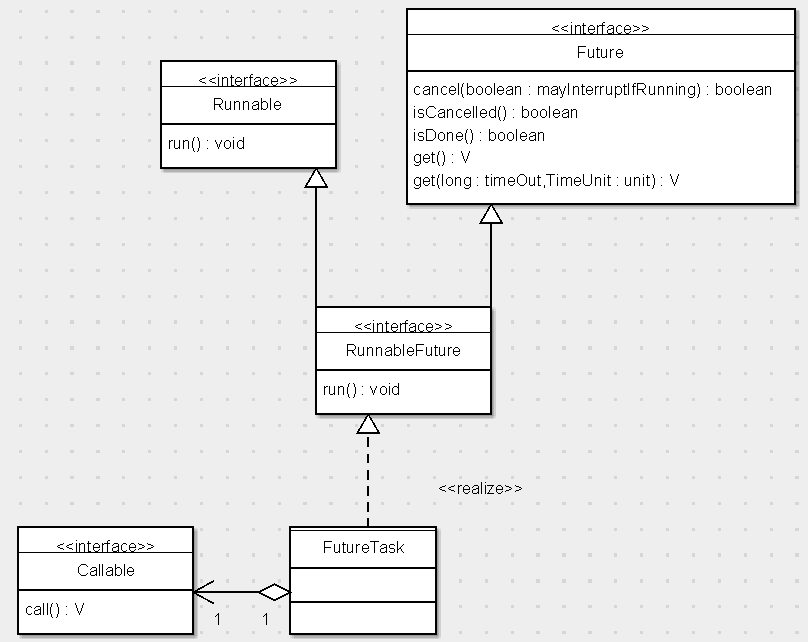 <<interface>>
Future
cancel(boolean : mayInterruptIfRunning) : boolean
isCancelled() : boolean
isDone() : boolean
get() : V
get(long : timeOut,TimeUnit : unit) : V
<<interface>>
Runnable
run() : void
<<interface>>
RunnableFuture
run() : void
<<realize>>
<<interface>>
Callable
call() : V
1
1
FutureTask